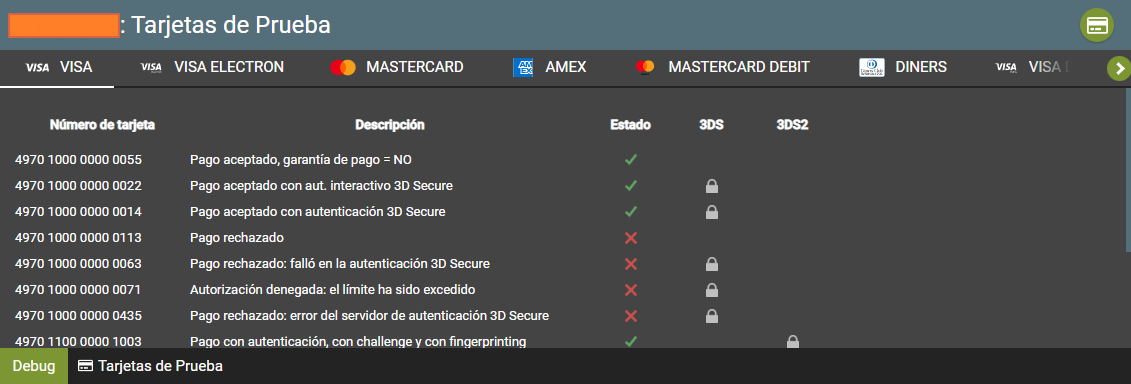 : Tarjetas de Prueba
VISA VISA VISA VISA ELECTRON MASTERCARD AMEX AMEX MASTERCARD DEBIT Diners Club DINERS VISA VISA
Número de tarjeta Descripción Estado 3DS 3DS2
4970 1000 0000 0055 Pago aceptado, garantía de pago = NO
4970 1000 0000 0022 Pago aceptado con aut. interactivo 3D Secure
4970 1000 0000 0014 Pago aceptado con autenticación 3D Secure
4970 1000 0000 0113 Pago rechazado
4970 1000 0000 0063 Pago rechazado: falló en la autenticación 3D Secure
4970 1000 0000 0071 Autorización denegada: el límite ha sido excedido
4970 1000 0000 0435 Pago rechazado: error del servidor de autenticación 3D Secure
4970 1100 0000 1003 Pago con autenticación, con challenge y con fingerprinting
Debug Tarjetas de Prueba